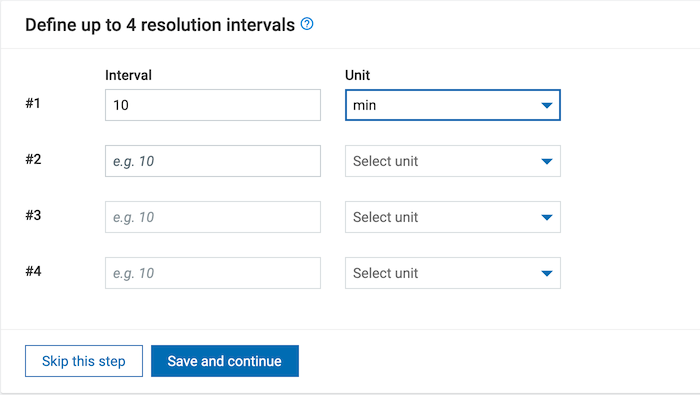 Define up to 4 resolution intervals ?
Interval Unit
#1 10 min
#2 e.g. 10 Select unit
#3 e.g. 10 Select unit
#4 e.g. 10 Select unit
Skip this step Save and continue